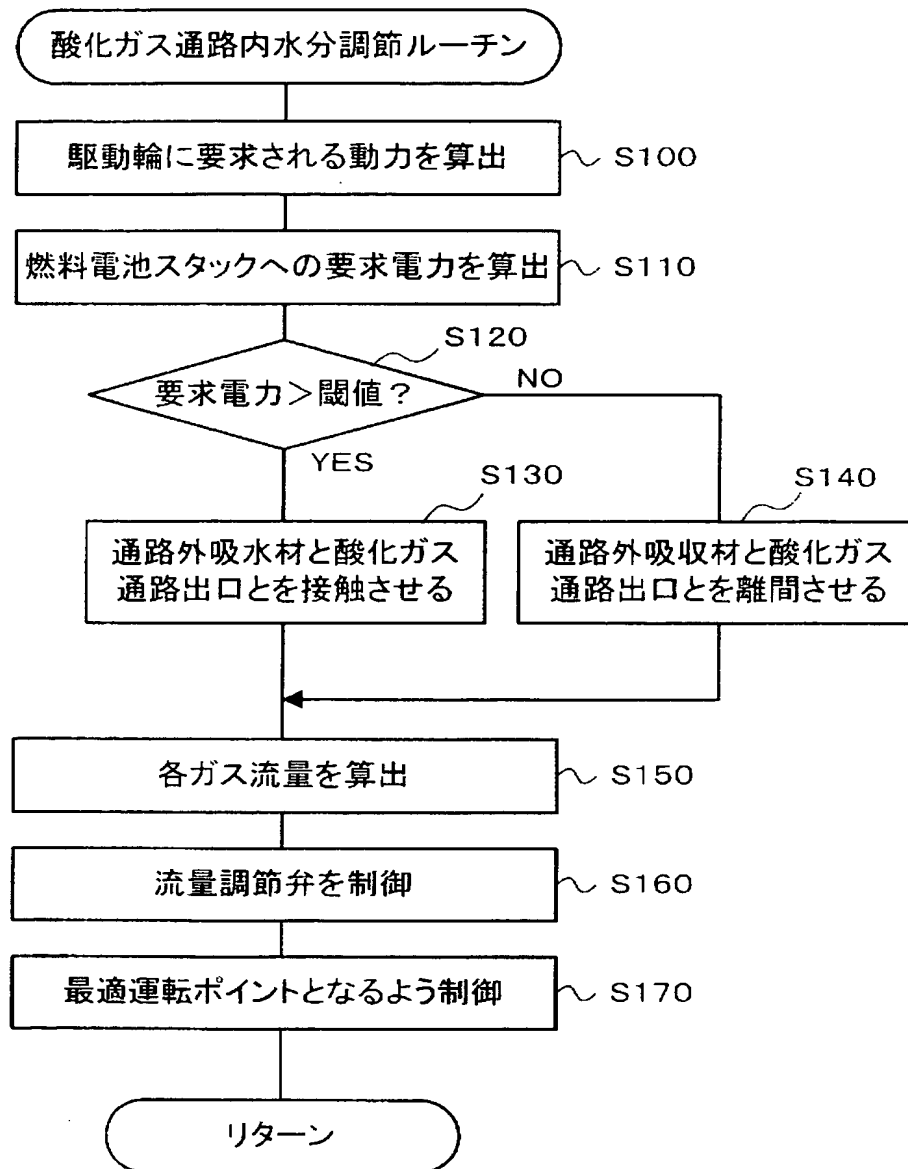 酸化ガス通路内水分調節ルーチン
駆動輪に要求される動力を算出
S100
燃料電池スタックへの要求電力を算出
S110
S120
要求電力＞閾値？
NO
YES
S130
S140
通路外吸水材と酸化ガス
通路出口とを接触させる
通路外吸収材と酸化ガス
通路出口とを離間させる
各ガス流量を算出
S150
流量調節弁を制御
S160
最適運転ポイントとなるよう制御
S170
リターン